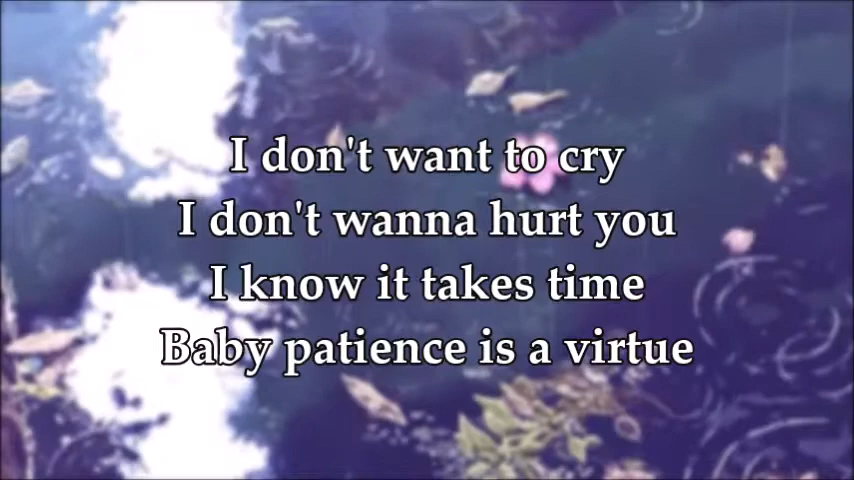 I don't want to cry
I don't wanna hurt you
I know it takes time
Baby patience is a virtue